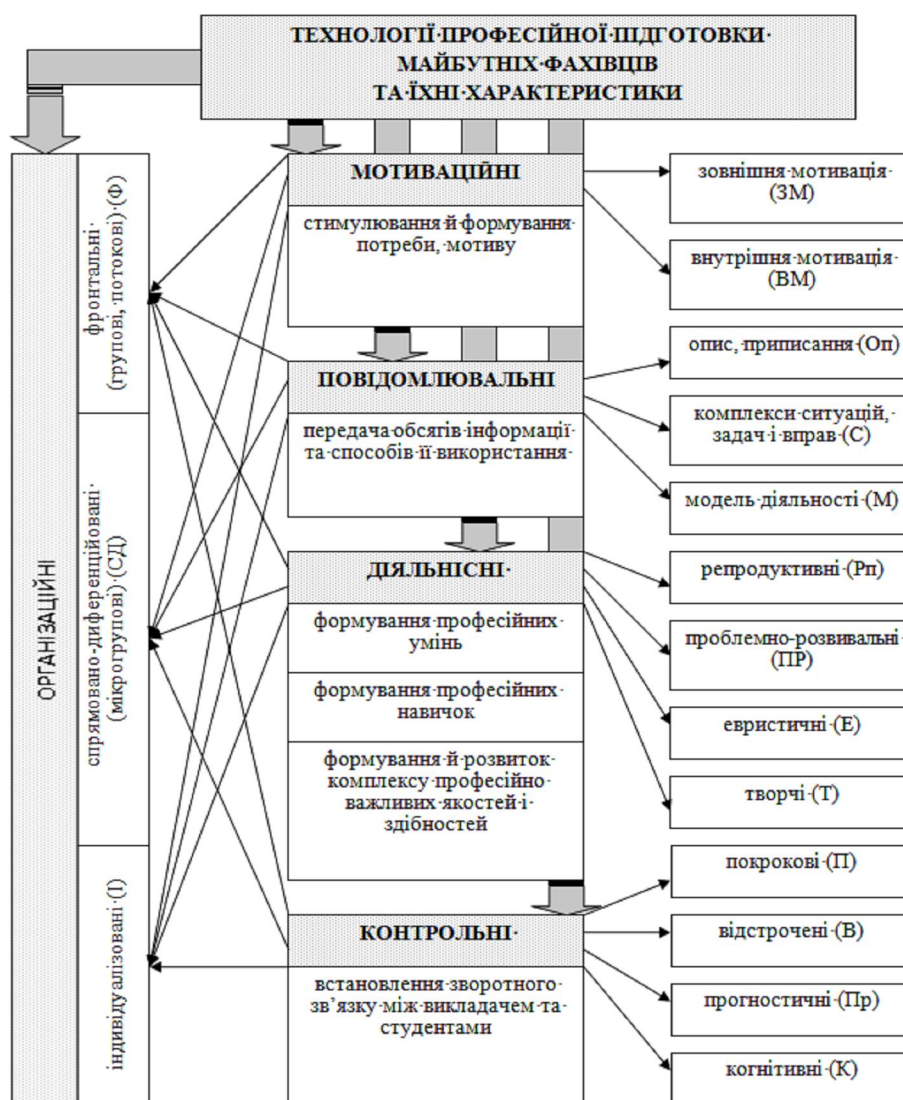 ТЕХНОЛОГІЇ·ПРОФЕСІЙНОЇ·ПІДГОТОВКИ·
МАЙБУТНІХ·ФАХІВЦІВ
ТА·ЇХНІ·ХАРАКТЕРИСТИКИ
ОРГАНІЗАЦІЙНІ
фронтальні·
(групові,·потокові)·(Ф)
спрямовано-диференційовані·
(мікрогрупові)·(СД)
індивідуалізовані·(І)
МОТИВАЦІЙНІ
стимулювання·й·формування·
потреби,·мотиву
ПОВІДОМЛЮВАЛЬНІ
передача·обсягів·інформації·
та·способів·її·використання·
ДІЯЛЬНІСНІ·
формування·професійних·
умінь
формування·професійних·
навичок
формування·й·розвиток·
комплексу·професійно·
важливих·якостей·і·
здібностей
КОНТРОЛЬНІ·
встановлення·зворотного·
зв’язку·між·викладачем·та·
студентами
зовнішня·мотивація·
(ЗМ)
внутрішня·мотивація·
(ВМ)
опис,·приписання·(Оп)
комплекси·ситуацій,·
задач·і·вправ·(С)
модель·діяльності·(М)
репродуктивні·(Рп)
проблемно-розвивальні·
(ПР)
евристичні·(Е)
творчі·(Т)
покрокові·(П)
відстрочені·(В)
прогностичні·(Пр)
когнітивні·(К)